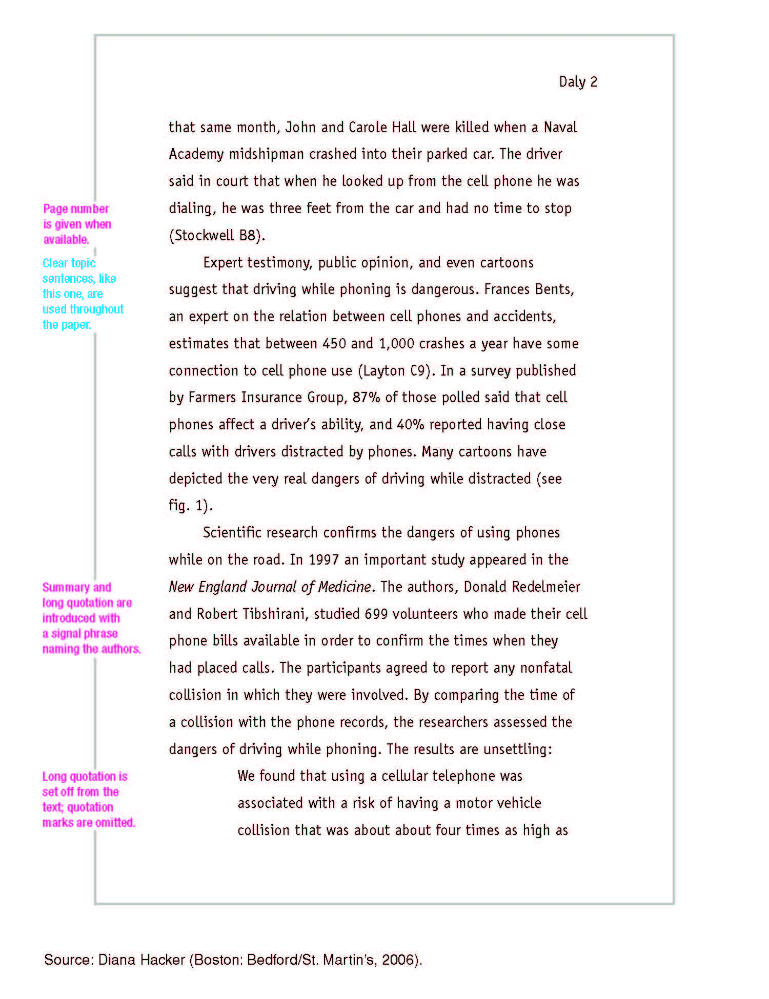 Daly 2
that same month, John and Carole Hall were killed when a Naval
Academy midshipman crashed into their parked car. The driver
said in court that when he looked up from the cell phone he was
dialing, he was three feet from the car and had no time to stop
(Stockwell B8).
Page number
is given when
available.
Expert testimony, public opinion, and even cartoons
suggest that driving while phoning is dangerous. Frances Bents,
an expert on the relation between cell phones and accidents,
estimates that between 450 and 1,000 crashes a year have some
connection to cell phone use (Layton C9). In a survey published
by Farmers Insurance Group, 87% of those polled said that cell
phones affect a driver's ability, and 40% reported having close
calls with drivers distracted by phones. Many cartoons have
depicted the very real dangers of driving while distracted (see
fig. 1).
Clear topic
sentences, like
this one, are
used throughout
the paper.
Scientific research confirms the dangers of using phones
while on the road. In 1997 an important study appeared in the
New England Journal of Medicine. The authors, Donald Redelmeier
and Robert Tibshirani, studied 699 volunteers who made their cell
phone bills available in order to confirm the times when they
had placed calls. The participants agreed to report any nonfatal
collision in which they were involved. By comparing the time of
a collision with the phone records, the researchers assessed the
dangers of driving while phoning. The results are unsettling:
Summary and
long quotation are
introduced with
a signal phrase
naming the authors.
We found that using a cellular telephone was
associated with a risk of having a motor vehicle
collision that was about about four times as high as
Long quotation is
set off from the
text; quotation
marks are omitted.
Source: Diana Hacker (Boston: Bedford/St. Martin's, 2006).